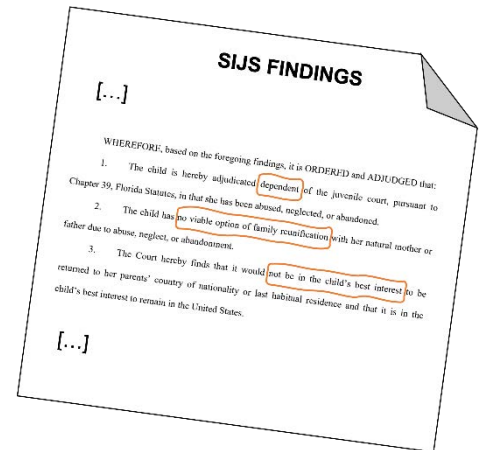 SIJS FINDINGS
[...]
WHEREFORE, based on the foregoing findings, it is ORDERED and ADJUDGED that:
1. The child is hereby adjudicated dependent of the juvenile court, pursuant to
Chapter 39, Florida Statutes, in that she has been abused, neglected, or abandoned.
2. The child has no viable option of family reunification with her natural mother or
father due to abuse, neglect, or abandonment.
3. The Court hereby finds that it would not be in the child's best interest to be
returned to her parents' country of nationality or last habitual residence and that it is in the
child's best interest to remain in the United States.
[...]